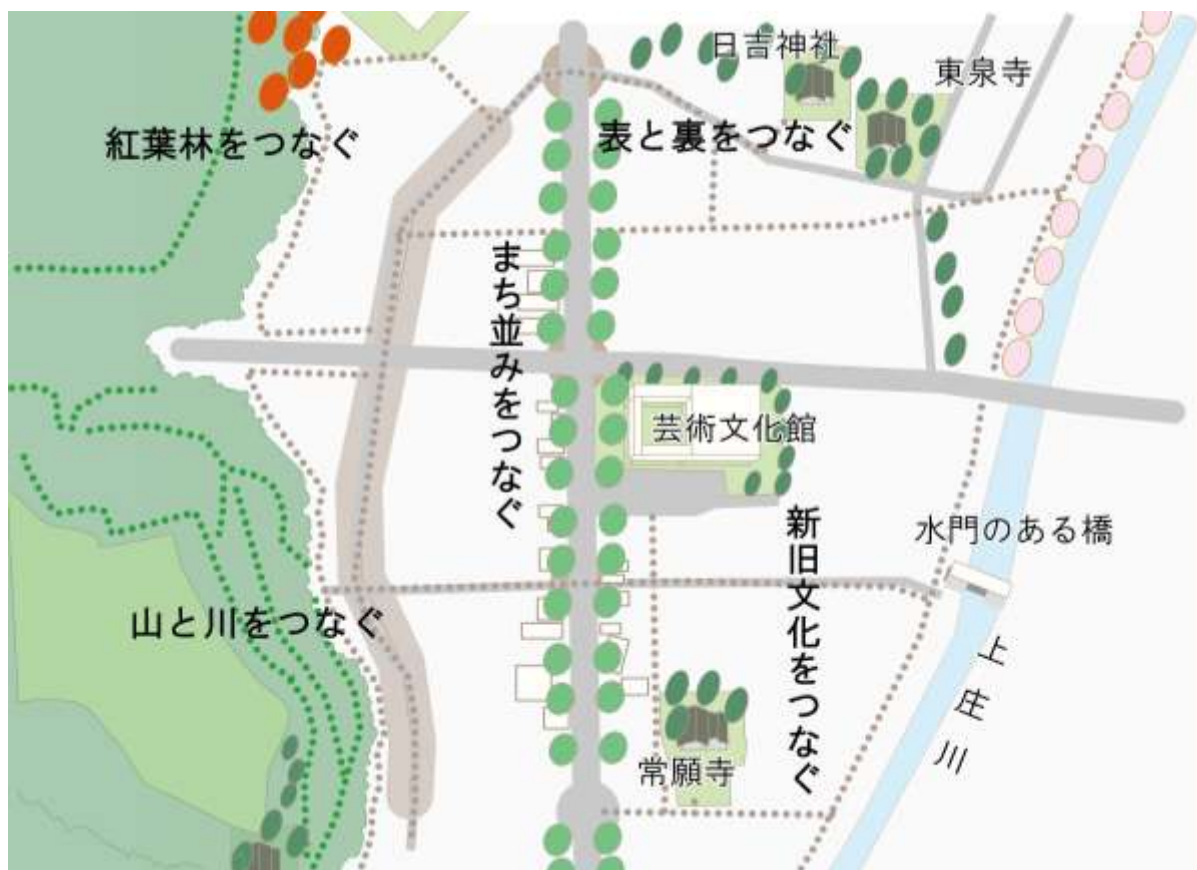 日吉神社
東泉寺
紅葉林をつなぐ
表と裏をつなぐ
まち並みをつなぐ
芸術文化館
新旧文化をつなぐ
水門のある橋
山と川をつなぐ
上庄川
常願寺